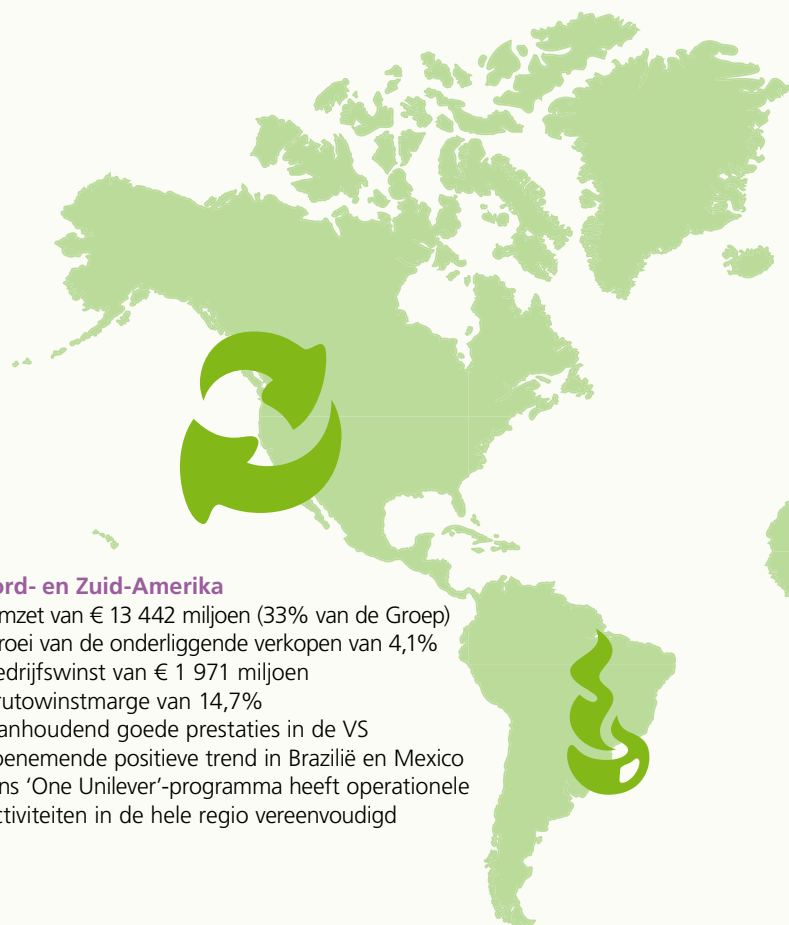 ord- en Zuid-Amerika
mzet van € 13 442 miljoen (33% van de Groep)
roei van de onderliggende verkopen van 4,1%
edrijfswinst van € 1 971 miljoen
rutowinstmarge van 14,7%
anhoudend goede prestaties in de VS
oenemende positieve trend in Brazilië en Mexico
ns ‘One Unilever’-programma heeft operationele
ctiviteiten in de hele regio vereenvoudigd